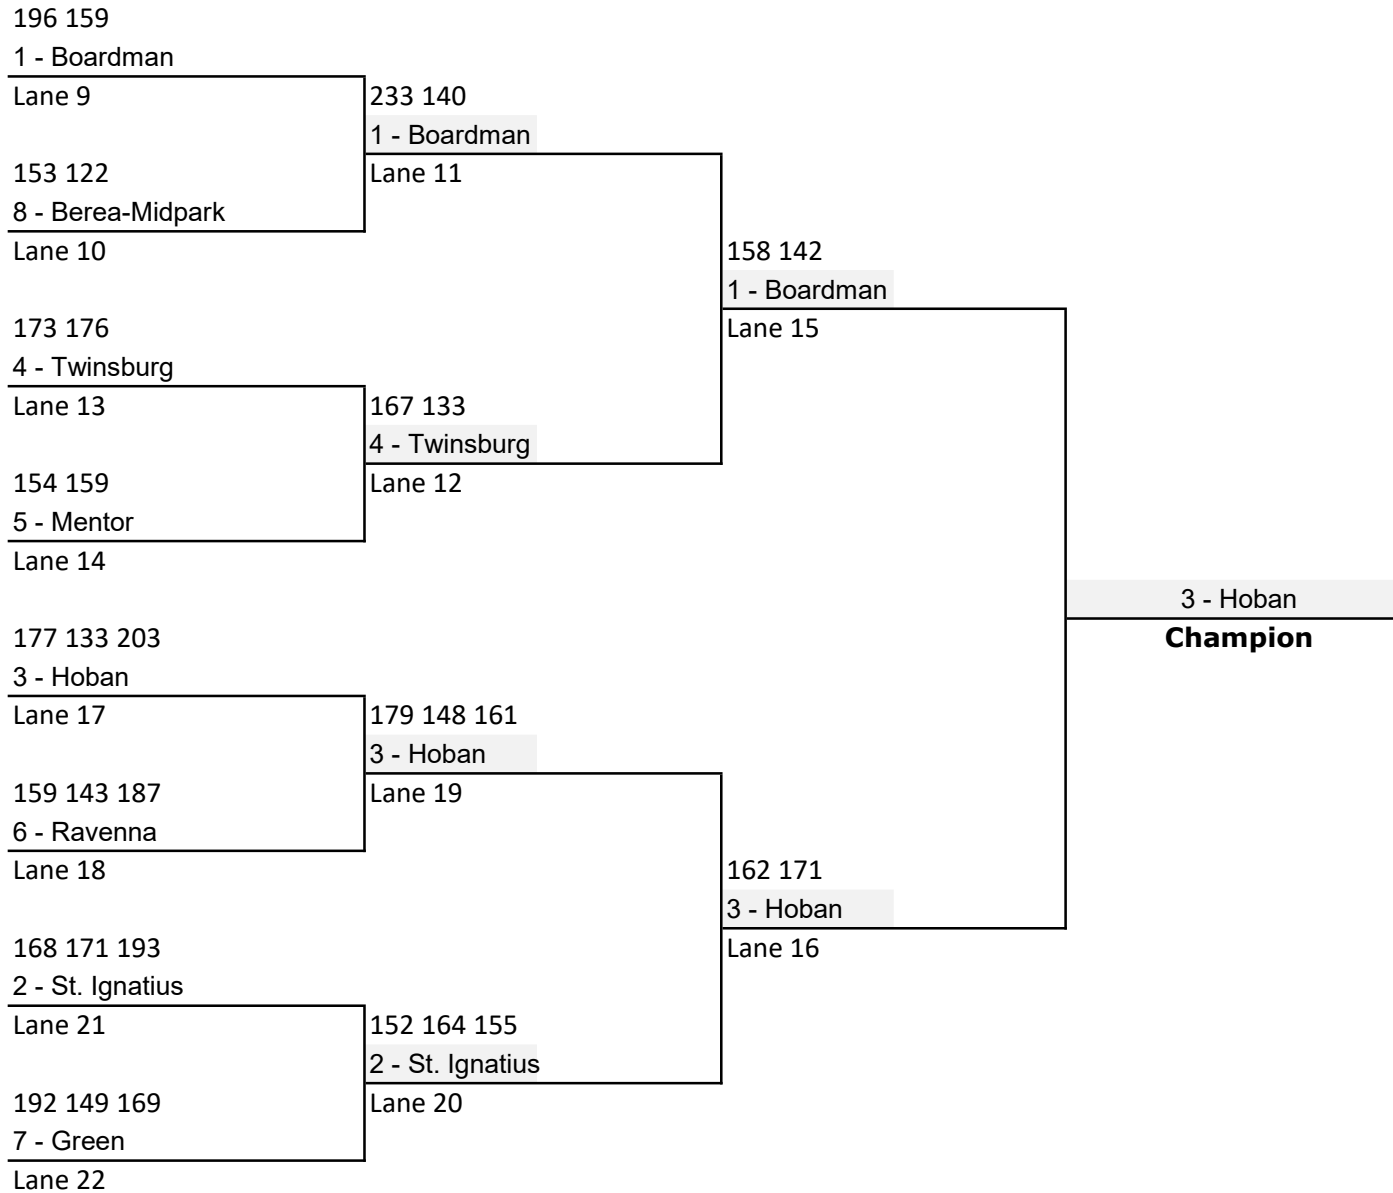 196 159
1 - Boardman
Lane 9
233 140
1 - Boardman
153 122
Lane 11
8 - Berea-Midpark
Lane 10
158 142
1 - Boardman
173 176
Lane 15
4 - Twinsburg
Lane 13
167 133
4 - Twinsburg
154 159
Lane 12
5 - Mentor
Lane 14
3 - Hoban
Champion
177 133 203
3 - Hoban
Lane 17
179 148 161
3 - Hoban
159 143 187
Lane 19
6 - Ravenna
Lane 18
162 171
3 - Hoban
168 171 193
Lane 16
2 - St. Ignatius
Lane 21
152 164 155
2 - St. Ignatius
192 149 169
Lane 20
7 - Green
Lane 22